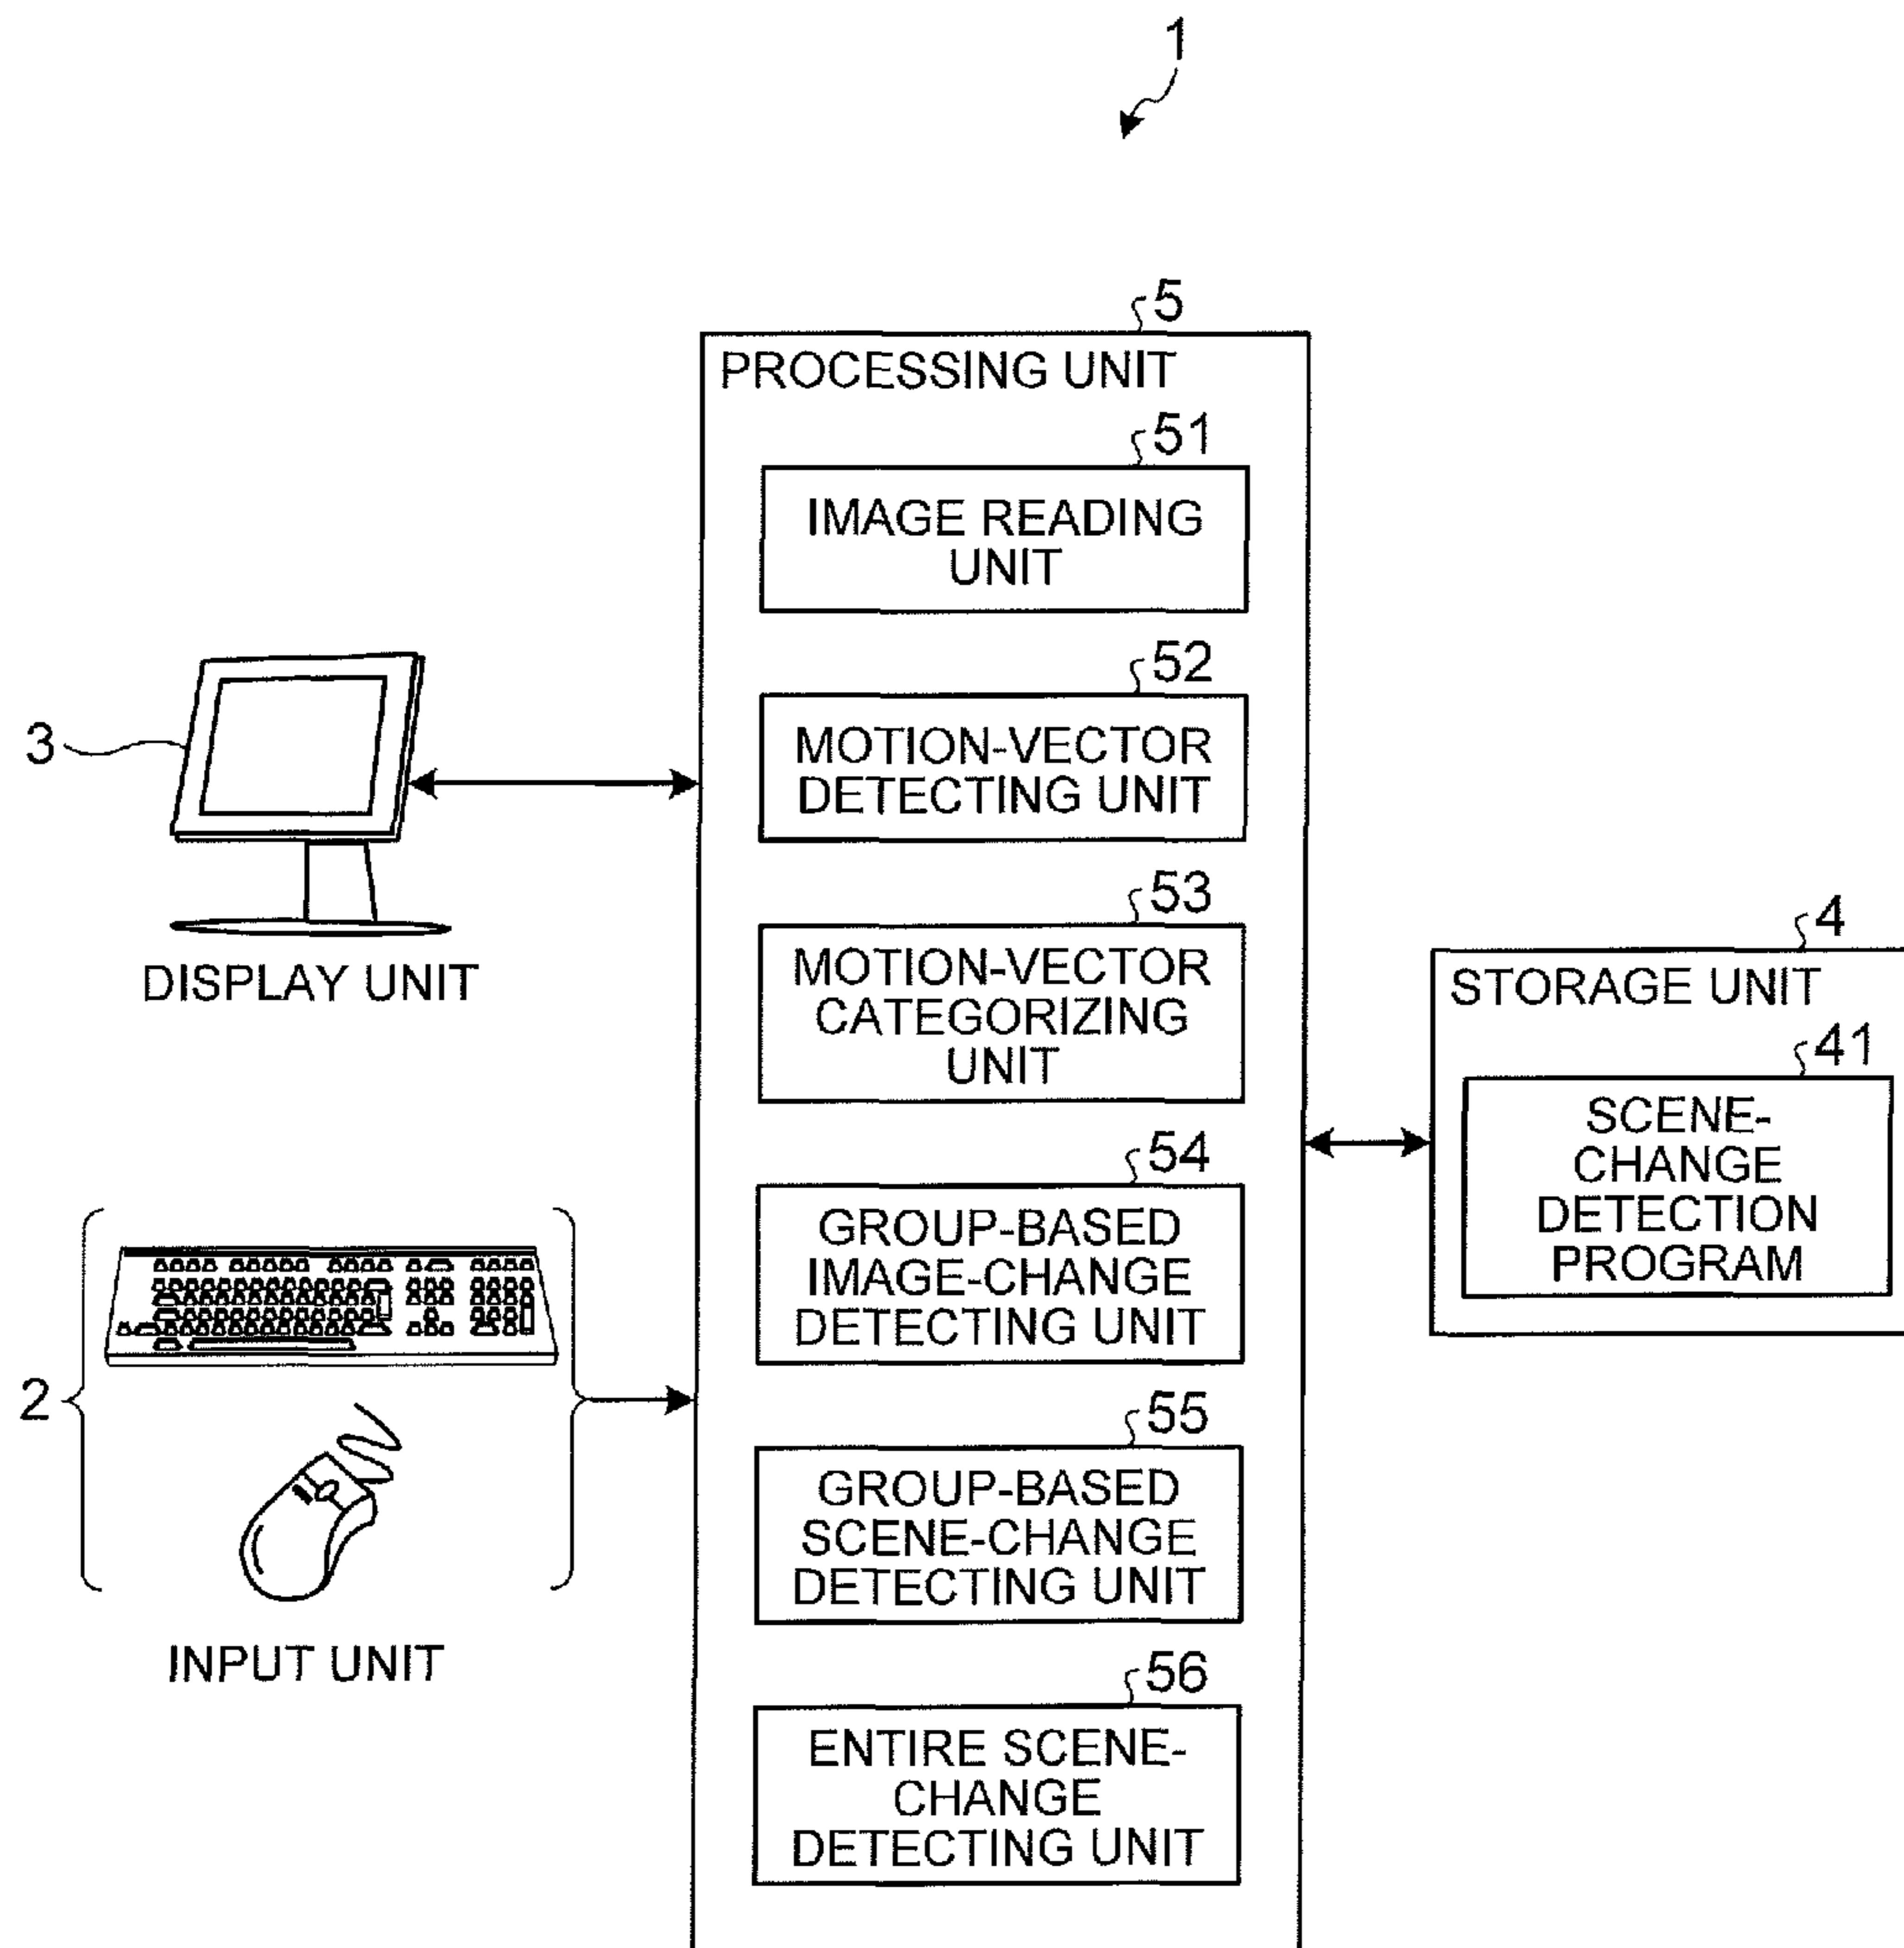 1
5
PROCESSING UNIT
51
IMAGE READING
UNIT
52
MOTION-VECTOR
DETECTING UNIT
53
MOTION-VECTOR
CATEGORIZING
UNIT
54
GROUP-BASED
IMAGE-CHANGE
DETECTING UNIT
55
GROUP-BASED
SCENE-CHANGE
DETECTING UNIT
56
ENTIRE SCENE-
CHANGE
DETECTING UNIT
3
DISPLAY UNIT
2
INPUT UNIT
4
STORAGE UNIT
41
SCENE-
CHANGE
DETECTION
PROGRAM